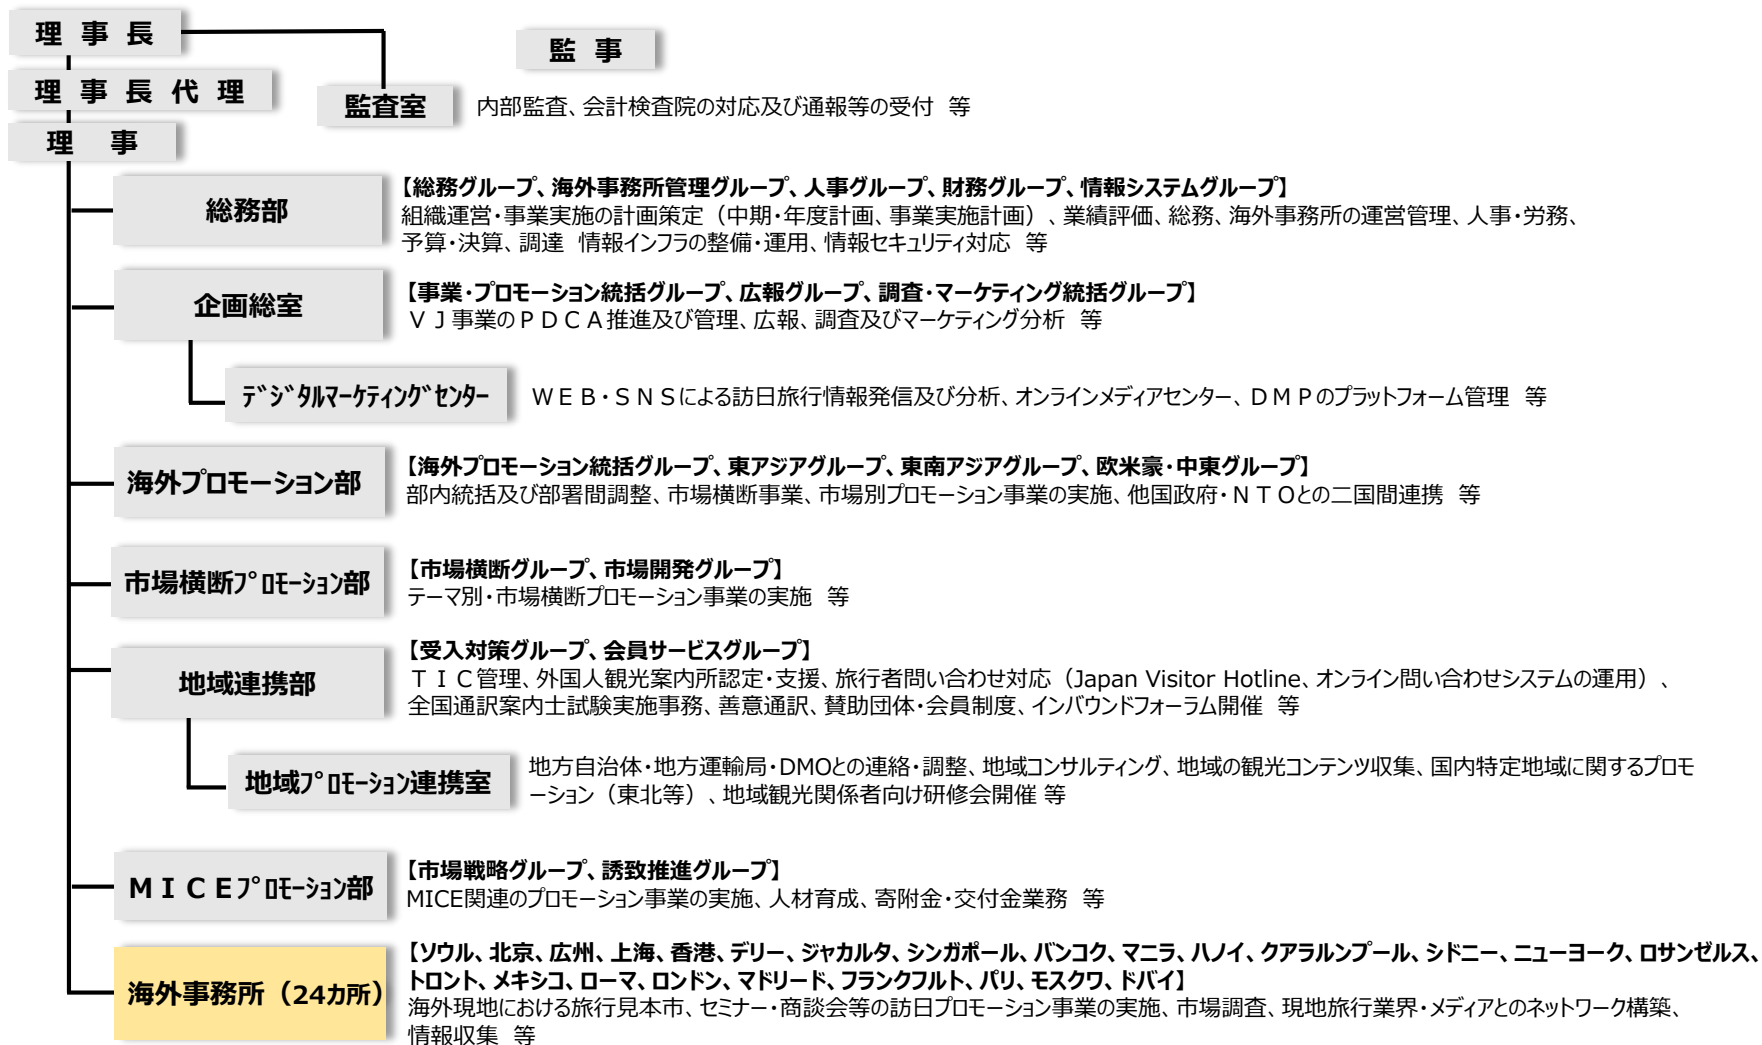 理 事 長
監 事
理 事 長 代 理
監査室
内部監査、会計検査院の対応及び通報等の受付 等
理 事
総務部
【総務グループ、海外事務所管理グループ、人事グループ、財務グループ、情報システムグループ】
組織運営・事業実施の計画策定（中期・年度計画、事業実施計画）、業績評価、総務、海外事務所の運営管理、人事・労務、
予算・決算、調達 情報インフラの整備・運用、情報セキュリティ対応 等
企画総室
【事業・プロモーション統括グループ、広報グループ、調査・マーケティング統括グループ】
ＶＪ事業のＰＤＣＡ推進及び管理、広報、調査及びマーケティング分析 等
ﾃﾞｼﾞﾀﾙﾏｰｹﾃｨﾝｸﾞｾﾝﾀｰ
ＷＥＢ・ＳＮＳによる訪日旅行情報発信及び分析、オンラインメディアセンター、ＤＭＰのプラットフォーム管理 等
海外プロモーション部
【海外プロモーション統括グループ、東アジアグループ、東南アジアグループ、欧米豪・中東グループ】
部内統括及び部署間調整、市場横断事業、市場別プロモーション事業の実施、他国政府・ＮＴＯとの二国間連携 等
市場横断ﾌﾟﾛﾓｰｼｮﾝ部
【市場横断グループ、市場開発グループ】
テーマ別・市場横断プロモーション事業の実施 等
地域連携部
【受入対策グループ、会員サービスグループ】
ＴＩＣ管理、外国人観光案内所認定・支援、旅行者問い合わせ対応（Japan Visitor Hotline、オンライン問い合わせシステムの運用）、
全国通訳案内士試験実施事務、善意通訳、賛助団体・会員制度、インバウンドフォーラム開催 等
地域ﾌﾟﾛﾓｰｼｮﾝ連携室
地方自治体・地方運輸局・DMOとの連絡・調整、地域コンサルティング、地域の観光コンテンツ収集、国内特定地域に関するプロモ
ーション（東北等）、地域観光関係者向け研修会開催 等
ＭＩＣＥﾌﾟﾛﾓｰｼｮﾝ部
【市場戦略グループ、誘致推進グループ】
MICE関連のプロモーション事業の実施、人材育成、寄附金・交付金業務 等
海外事務所（24カ所）
【ソウル、北京、広州、上海、香港、デリー、ジャカルタ、シンガポール、バンコク、マニラ、ハノイ、クアラルンプール、シドニー、ニューヨーク、ロサンゼルス、
トロント、メキシコ、ローマ、ロンドン、マドリード、フランクフルト、パリ、モスクワ、ドバイ】
海外現地における旅行見本市、セミナー・商談会等の訪日プロモーション事業の実施、市場調査、現地旅行業界・メディアとのネットワーク構築、
情報収集 等